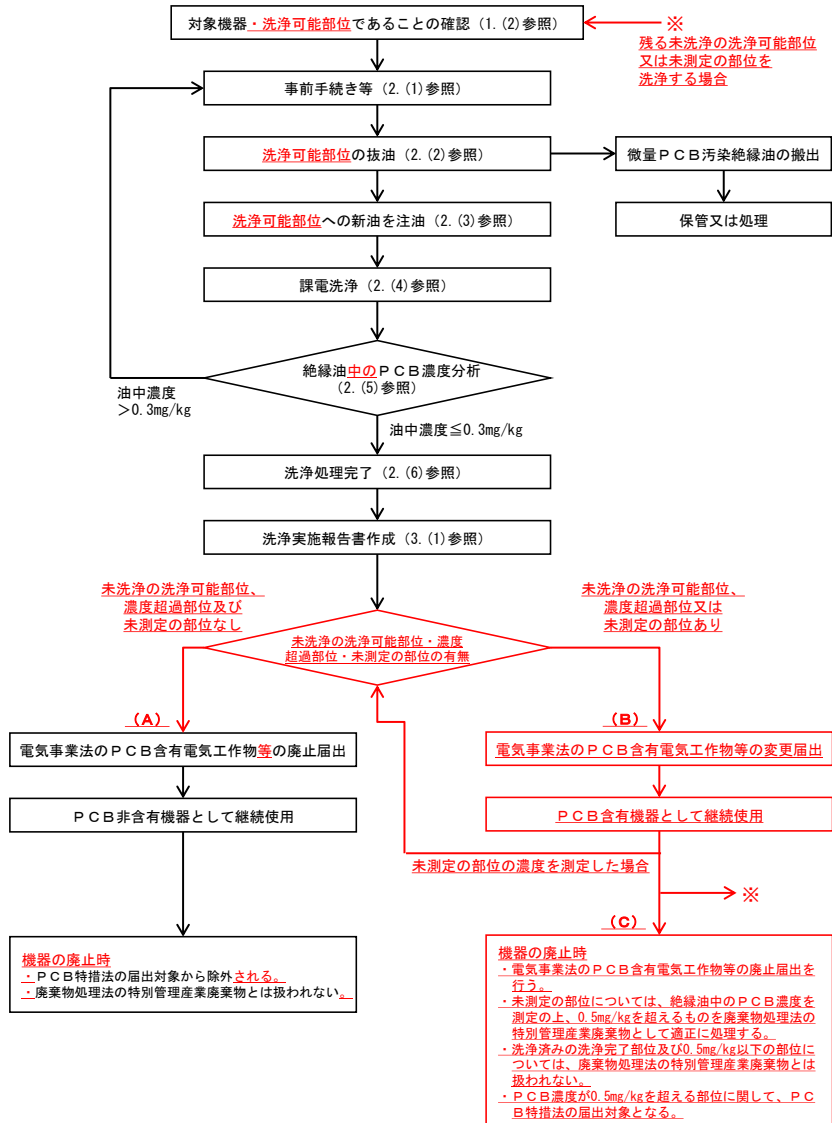 対象機器・洗浄可能部位であることの確認（1.（2）参照）
※
残る未洗浄の洗浄可能部位
又は未測定の部位を
洗浄する場合
事前手続き等（2.（1）参照）
洗浄可能部位の抜油（2.（2）参照）
微量ＰＣＢ汚染絶縁油の搬出
洗浄可能部位への新油を注油（2.（3）参照）
保管又は処理
課電洗浄（2.（4）参照）
絶縁油中のＰＣＢ濃度分析
（2.（5）参照）
油中濃度
＞0.3mg/kg
油中濃度≦0.3mg/kg
洗浄処理完了（2.（6）参照）
洗浄実施報告書作成（3.（1）参照）
未洗浄の洗浄可能部位、
濃度超過部位及び
未測定の部位なし
未洗浄の洗浄可能部位、
濃度超過部位又は
未測定の部位あり
未洗浄の洗浄可能部位・濃度
超過部位・未測定の部位の有無
（A）
（B）
電気事業法のＰＣＢ含有電気工作物等の廃止届出
電気事業法のＰＣＢ含有電気工作物等の変更届出
ＰＣＢ非含有機器として継続使用
ＰＣＢ含有機器として継続使用
未測定の部位の濃度を測定した場合
※
（C）
機器の廃止時
・ＰＣＢ特措法の届出対象から除外される。
・廃棄物処理法の特別管理産業廃棄物とは扱われない。
機器の廃止時
・電気事業法のＰＣＢ含有電気工作物等の廃止届出を
行う。
・未測定の部位については、絶縁油中のＰＣＢ濃度を
測定の上、0.5mg/kgを超えるものを廃棄物処理法の
特別管理産業廃棄物として適正に処理する。
・洗浄済みの洗浄完了部位及び0.5mg/kg以下の部位に
ついては、廃棄物処理法の特別管理産業廃棄物とは
扱われない。
・ＰＣＢ濃度が0.5mg/kgを超える部位に関して、ＰＣ
Ｂ特措法の届出対象となる。